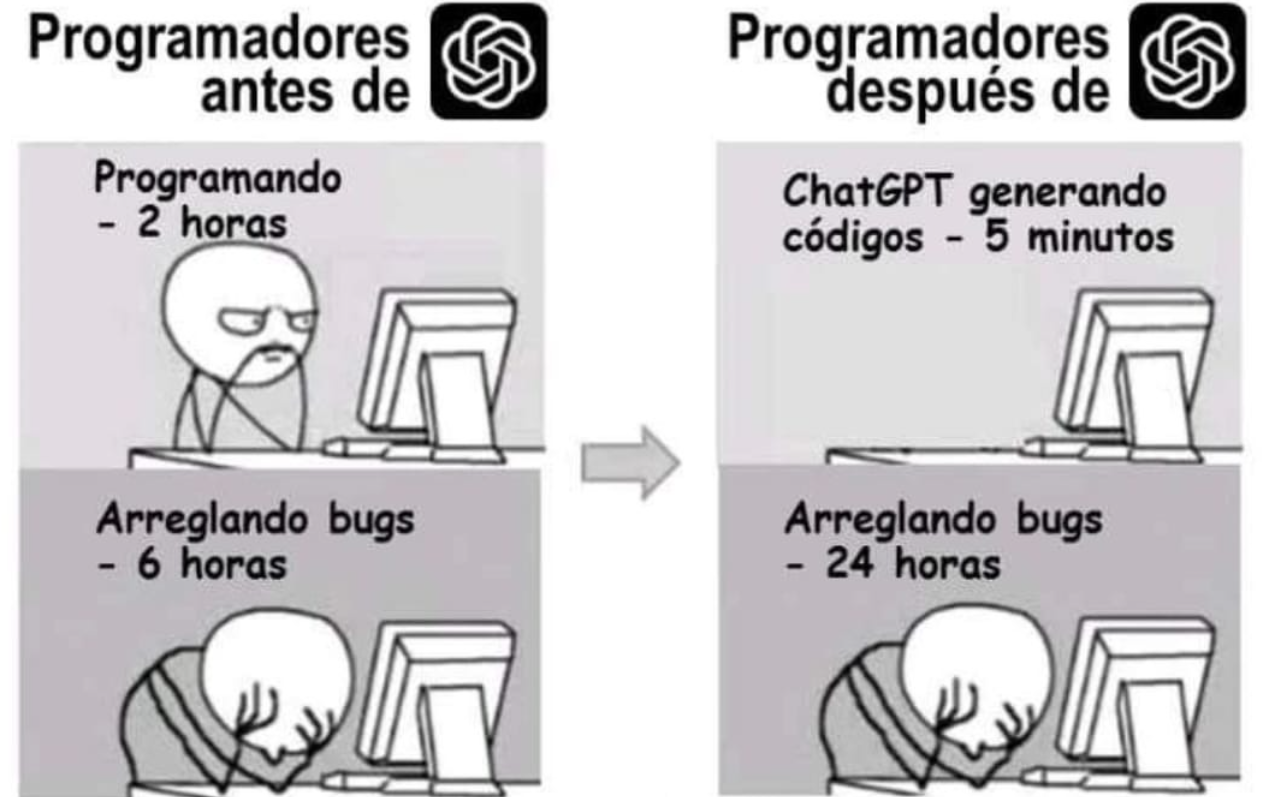 Programadores
antes de
Programando
- 2 horas
Arreglando bugs
- 6 horas
Programadores
después de
ChatGPT generando
códigos - 5 minutos
Arreglando bugs
- 24 horas